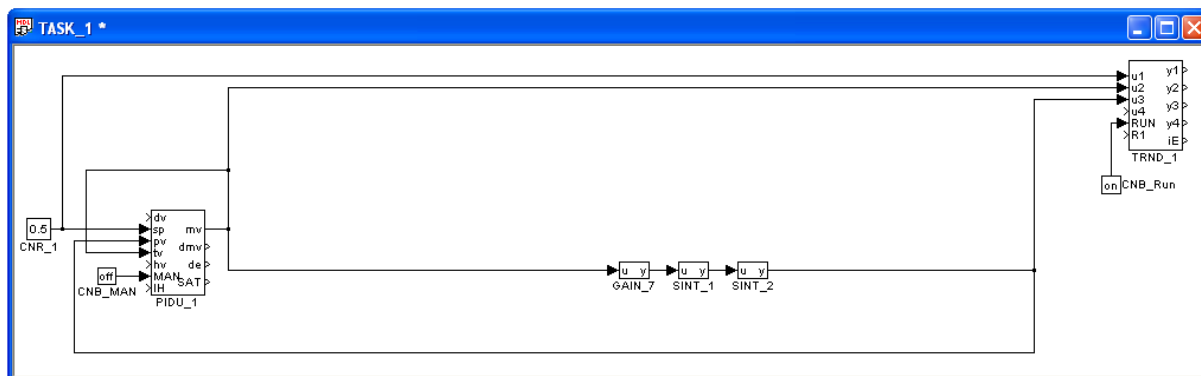 TASK_1 *
u1
u2
u3
u4
RUN
R1
y1
y2
y3
y4
iE
TRND_1
on
CNB_Run
0.5
CNR_1
off
CNB_MAN
dv
sp
pv
tv
hv
MAN
IH
mv
dmv
de
SAT
PIDU_1
u y
GAIN_7
u y
SINT_1
u y
SINT_2